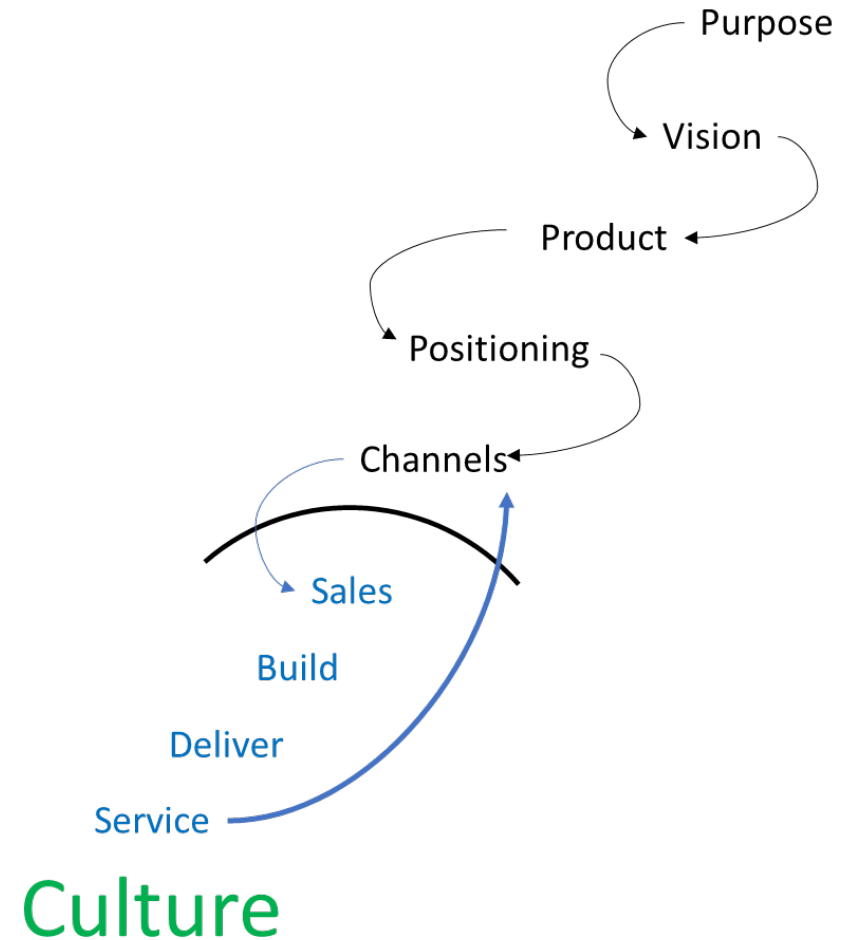 Purpose
Vision
Product
Positioning
Channels
Sales
Build
Deliver
Service
Culture